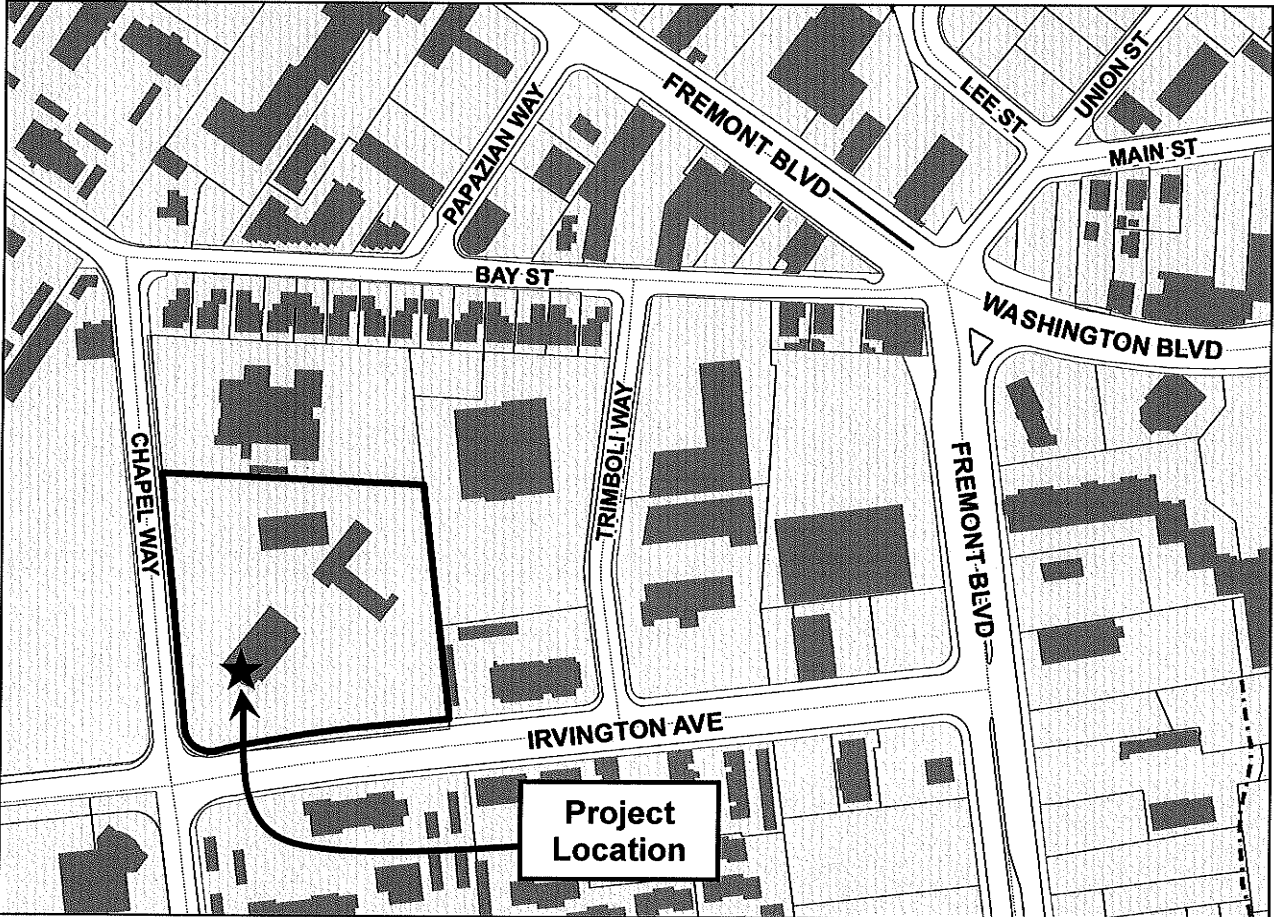 LEE ST
UNION ST
FREMONT BLVD
MAIN ST
PAPAZIAN WAY
BAY ST
WASHINGTON BLVD
CHAPEL WAY
TRIMBOLI WAY
FREMONT BLVD
IRVINGTON AVE
Project
Location